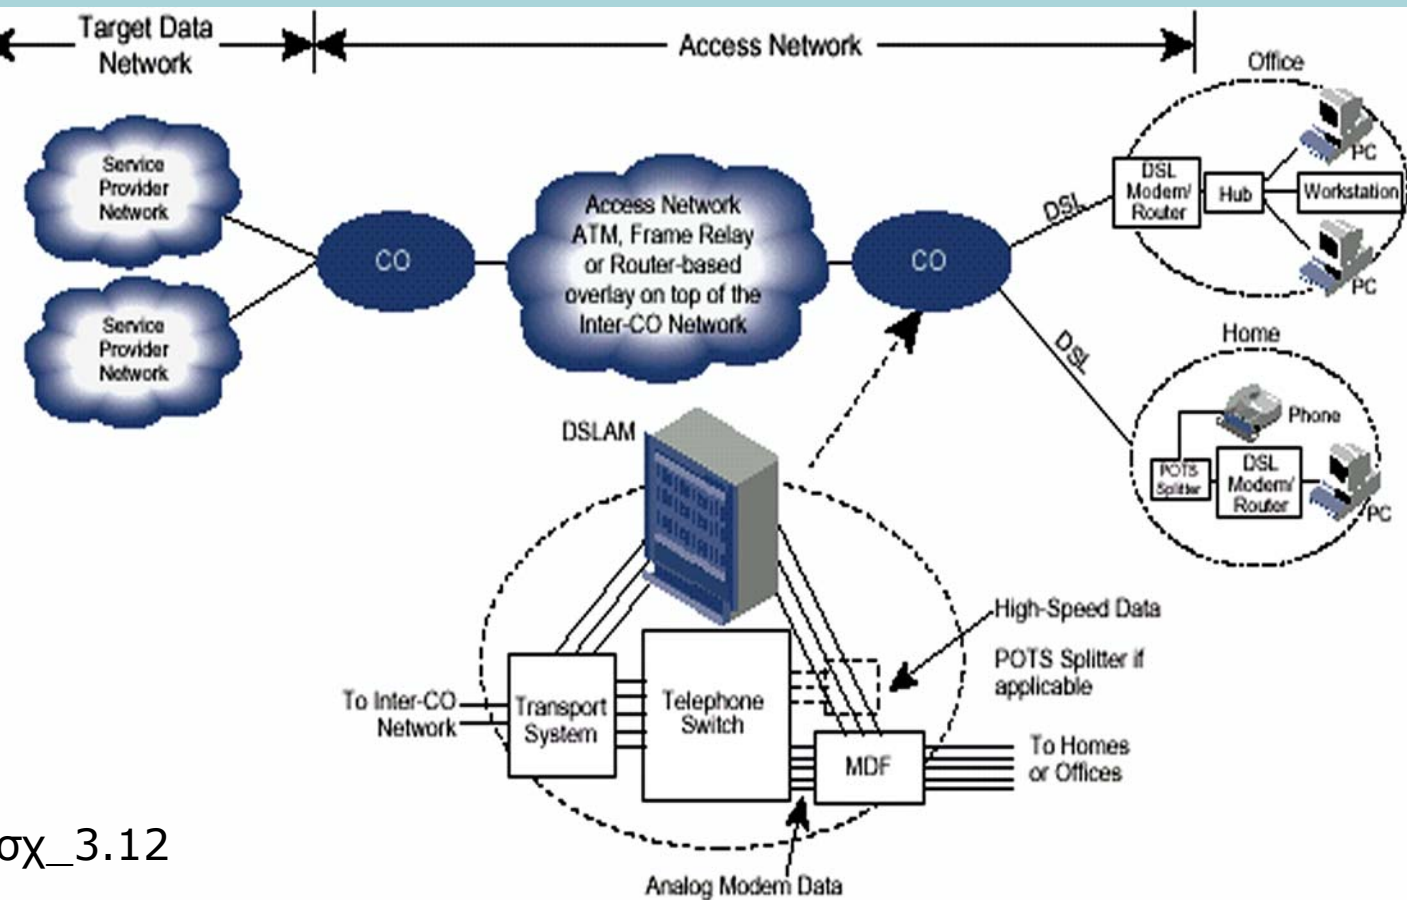 Target Data
Network
Access Network
Office
Service
Provider
Network
CO
Access Network
ATM, Frame Relay
or Router-based
overlay on top of the
Inter-CO Network
CO
DSL
DSL
Modem/
Router
Hub
PC
Workstation
PC
Service
Provider
Network
DSL
Home
Phone
POTS
Splitter
DSL
Modem/
Router
PC
DSLAM
High-Speed Data
POTS Splitter if
applicable
To Inter-CO
Network
Transport
System
Telephone
Switch
MDF
To Homes
or Offices
σχ_3.12
Analog Modem Data